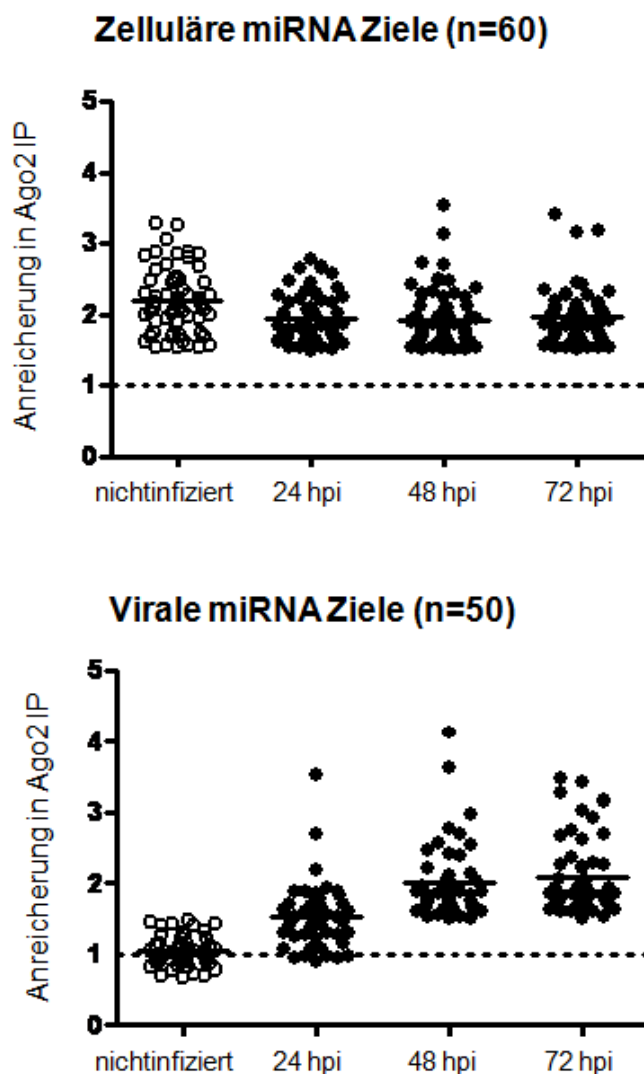 Zelluläre miRNA Ziele (n=60)
Anreicherung in Ago2 IP
5
4
3
2
1
0
nichtinfiziert 24 hpi 48 hpi 72 hpi
Virale miRNA Ziele (n=50)
Anreicherung in Ago2 IP
5
4
3
2
1
0
nichtinfiziert 24 hpi 48 hpi 72 hpi